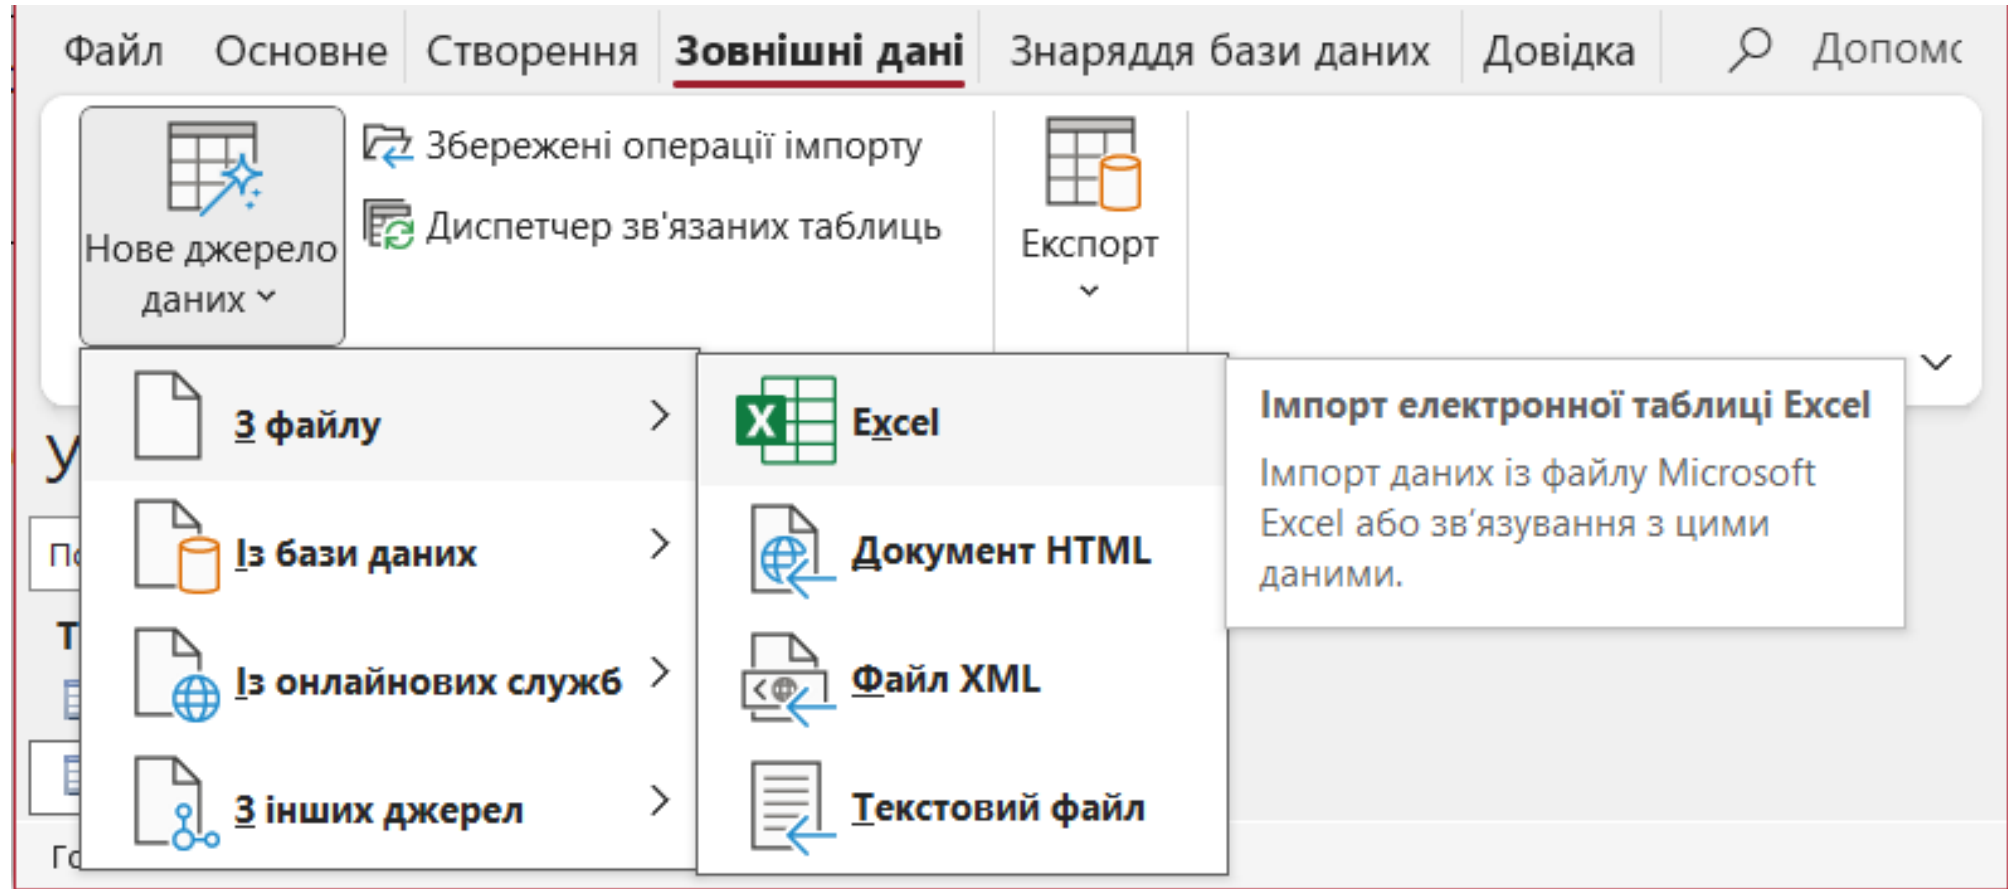 Файл Основне Створення Зовнішні дані Знаряддя бази даних Довідка
Нове джерело
даних
Збережені операції імпорту
Диспетчер зв'язаних таблиць
Експорт
З файлу
Із бази даних
Із онлайнових служб
З інших джерел
Excel
Документ HTML
Файл XML
Текстовий файл
Імпорт електронної таблиці Excel
Імпорт даних із файлу Microsoft
Excel або зв’язування з цими
даними.